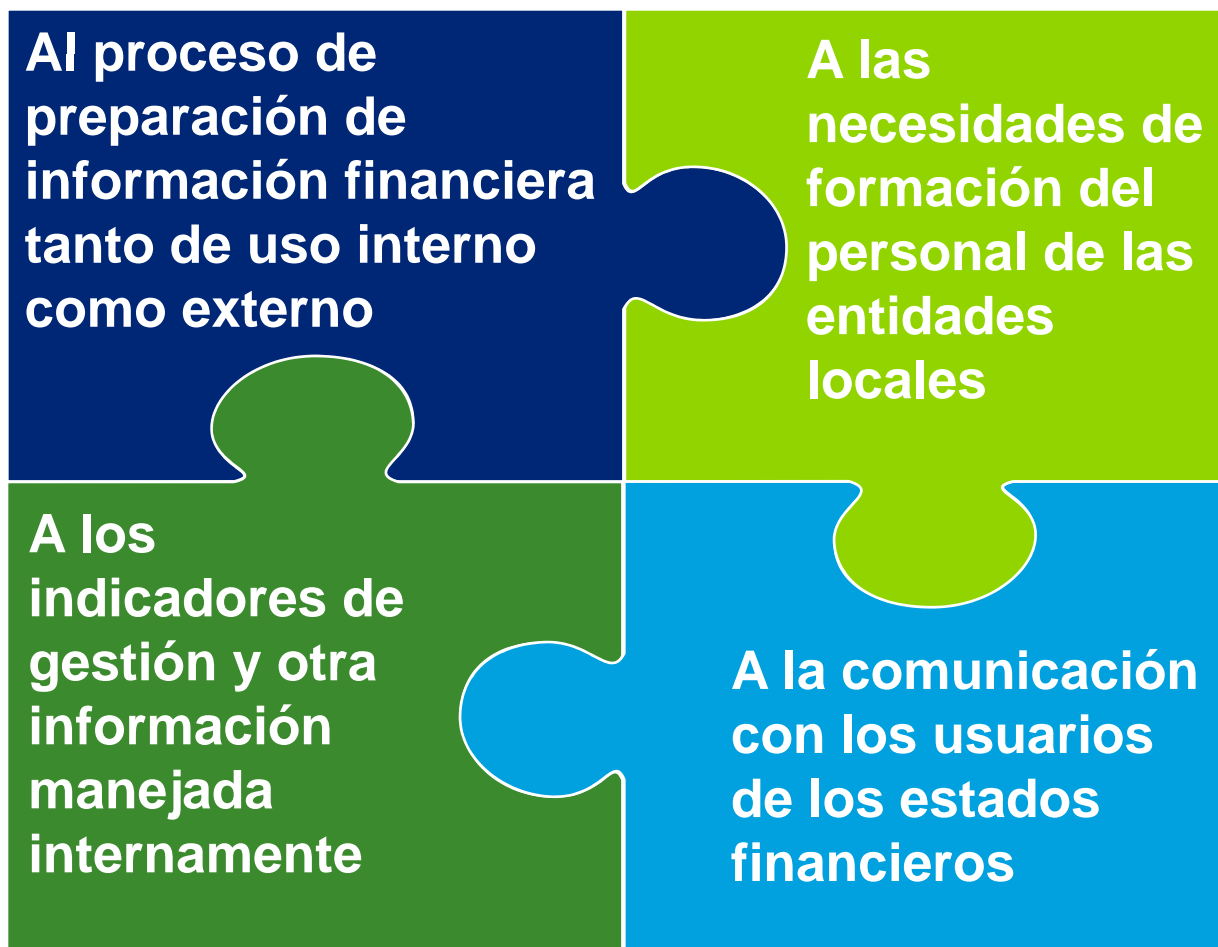 Al proceso de
preparación de
información financiera
tanto de uso interno
como externo
A las
necesidades de
formación del
personal de las
entidades
locales
A los
indicadores de
gestión y otra
información
manejada
internamente
A la comunicación
con los usuarios
de los estados
financieros